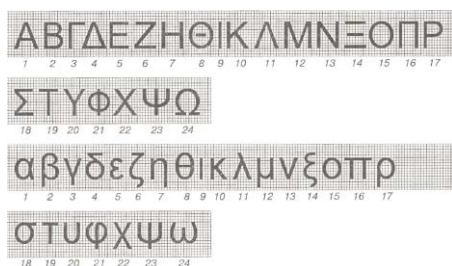 ΑΒΓΔΕΖΗΘΙΚΛΜΝΞΟΠΡ
1 2 3 4 5 6 7 8 9 10 11 12 13 14 15 16 17
ΣΤΥΦΧΨΩ
18 19 20 21 22 23 24
αβγδεζηθικλμνξοπρ
1 2 3 4 5 6 7 8 9 10 11 12 13 14 15 16 17
στυφχψω
18 19 20 21 22 23 24